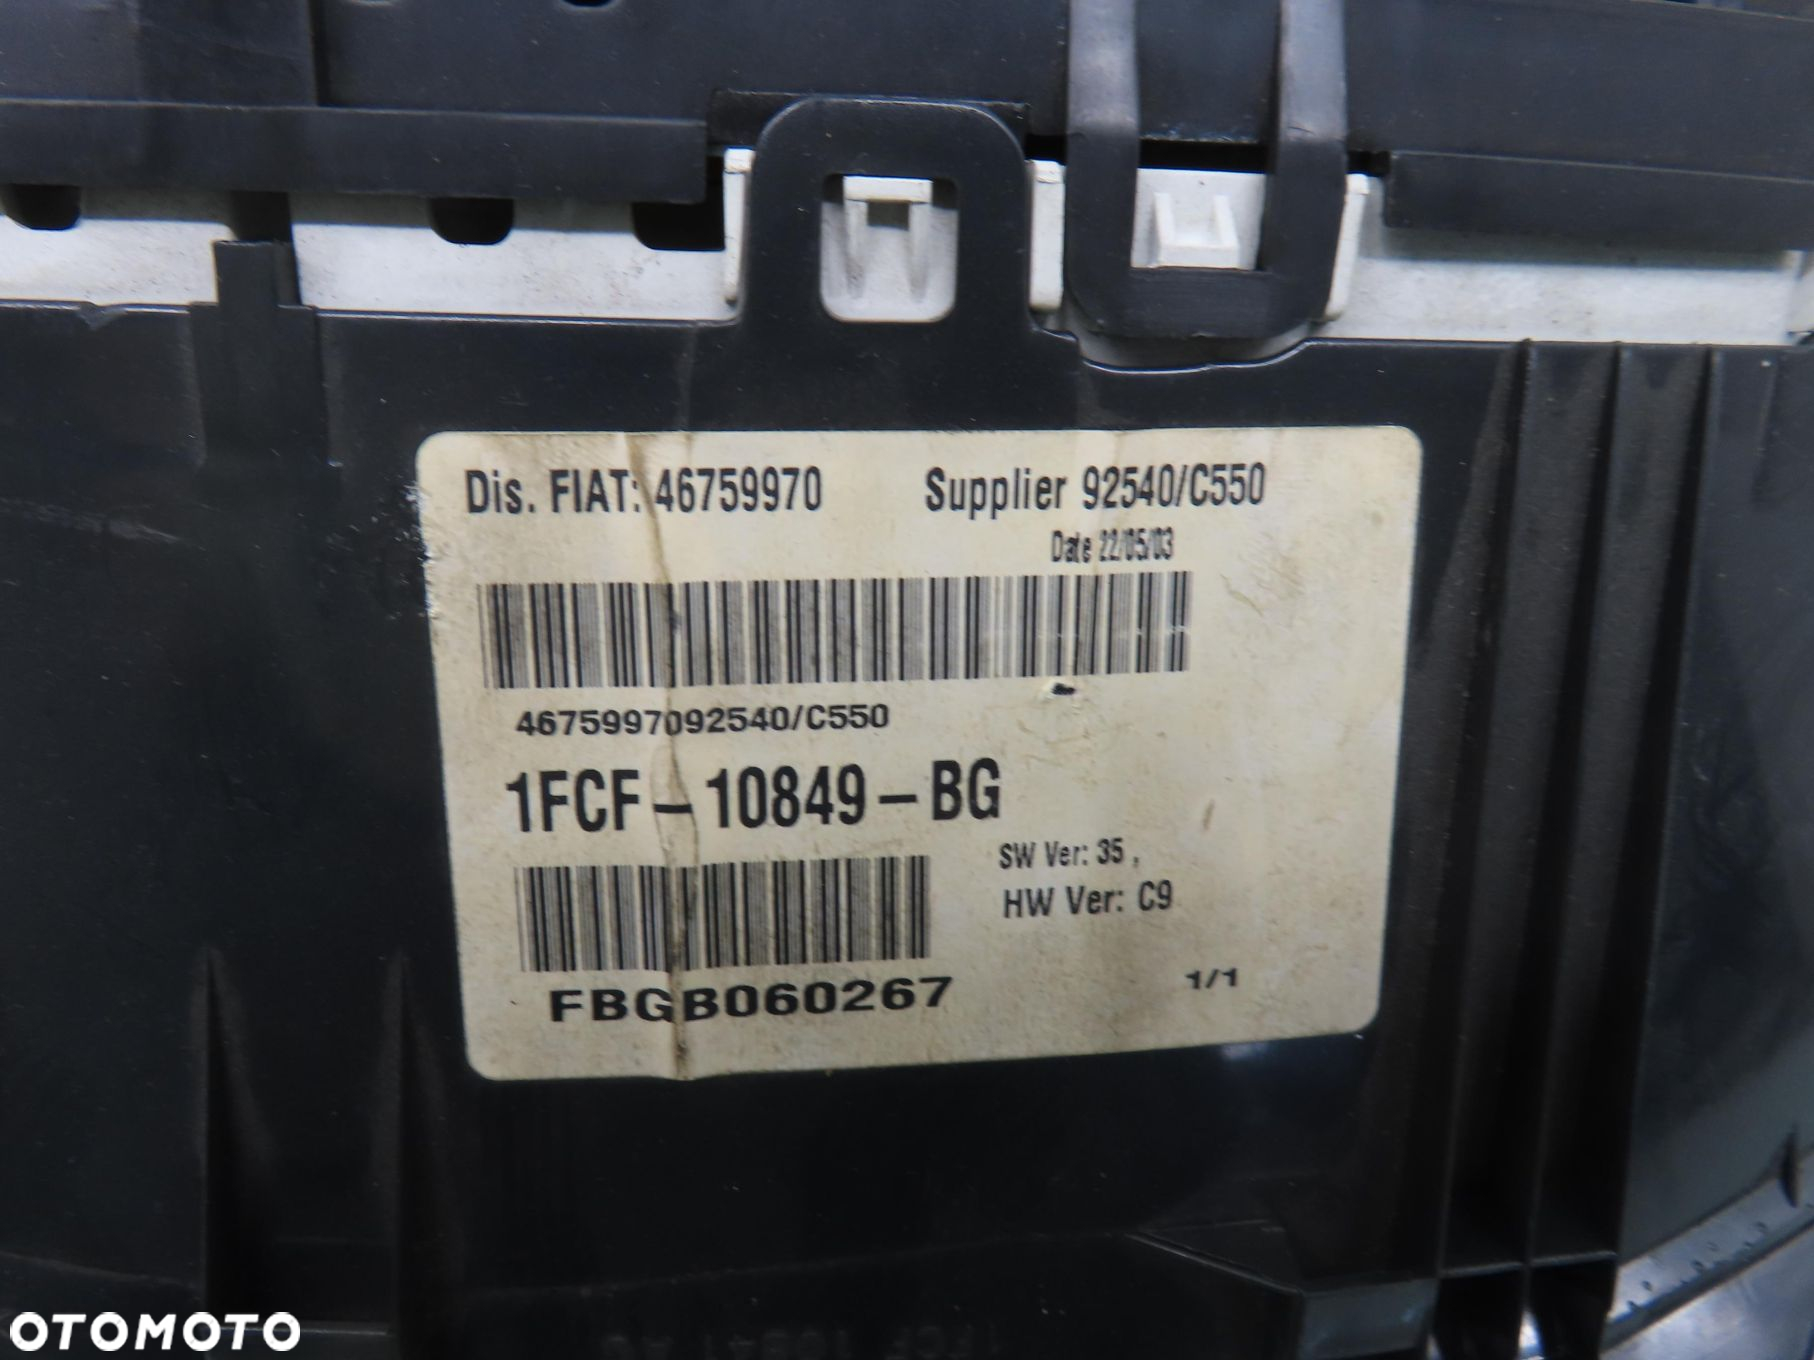 Dis. FIAT: 46759970 Supplier 92540/C550
Date 22/05/03
4675997092540/C550
1FCF-10849-BG
SW Ver: 35 ,
HW Ver: C9
FBGB060267 1/1
OTOMOTO